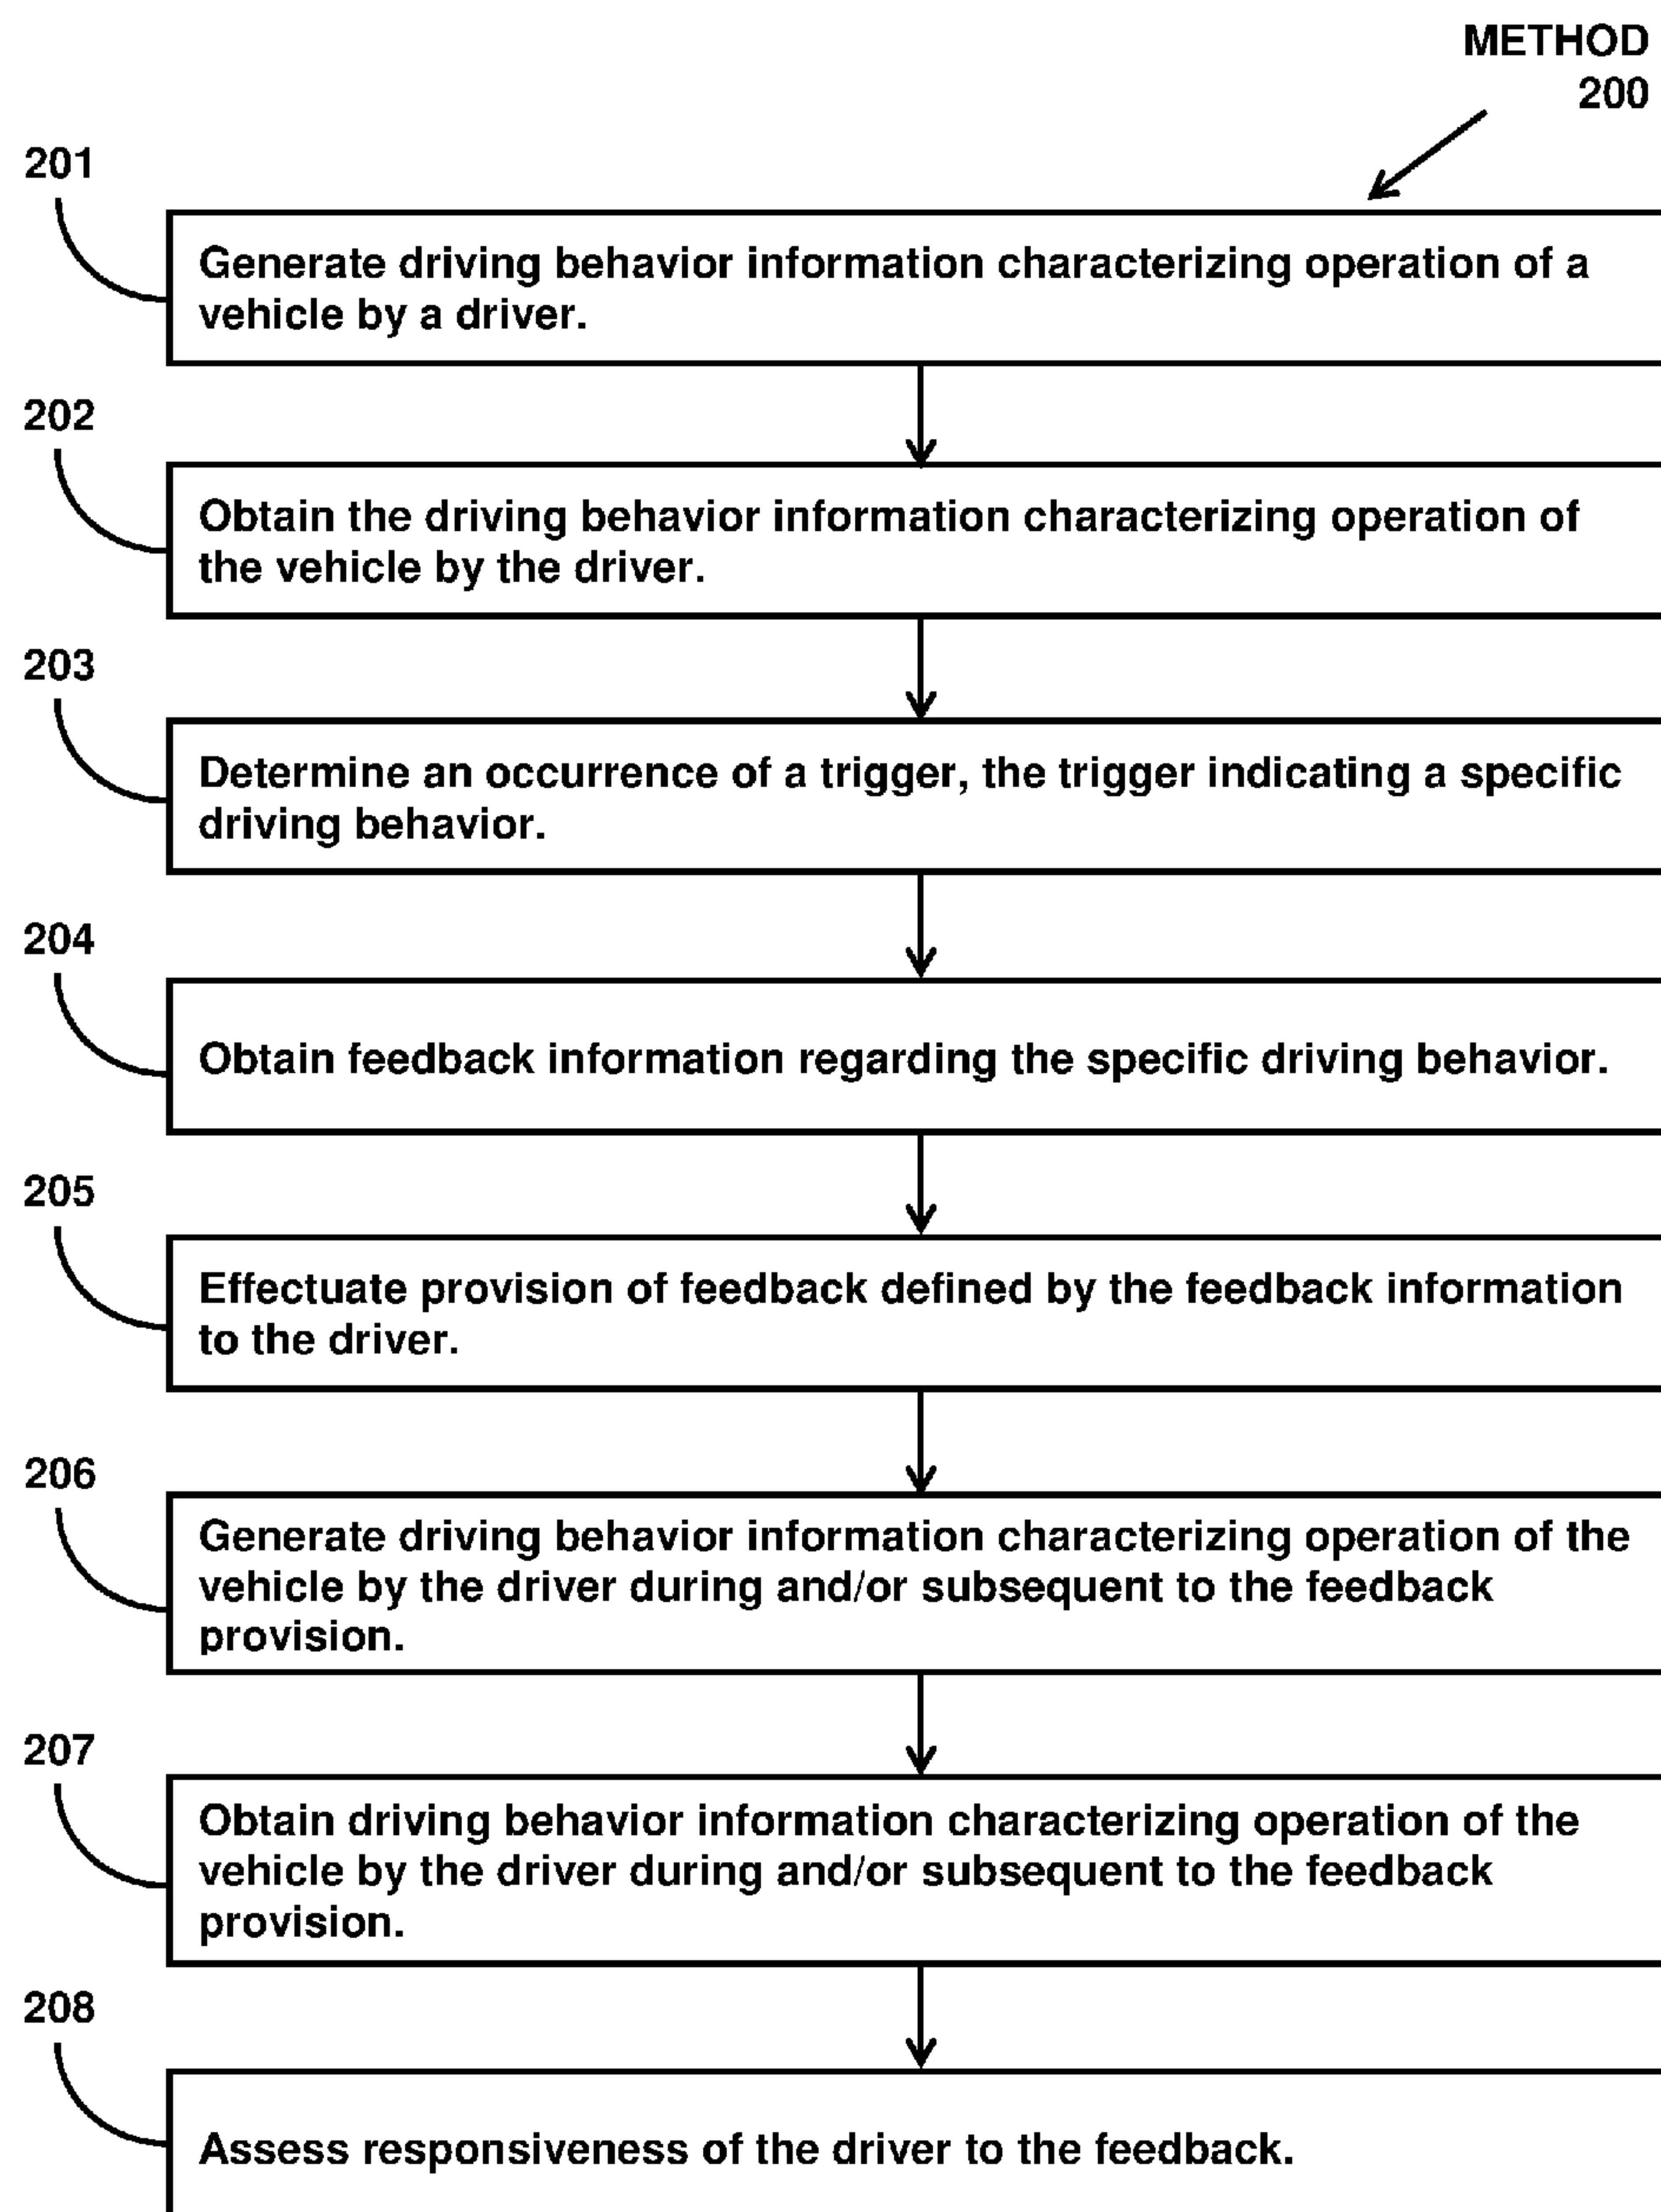 METHOD
200
201
Generate driving behavior information characterizing operation of a
vehicle by a driver.
202
Obtain the driving behavior information characterizing operation of
the vehicle by the driver.
203
Determine an occurrence of a trigger, the trigger indicating a specific
driving behavior.
204
Obtain feedback information regarding the specific driving behavior.
205
Effectuate provision of feedback defined by the feedback information
to the driver.
206
Generate driving behavior information characterizing operation of the
vehicle by the driver during and/or subsequent to the feedback
provision.
207
Obtain driving behavior information characterizing operation of the
vehicle by the driver during and/or subsequent to the feedback
provision.
208
Assess responsiveness of the driver to the feedback.